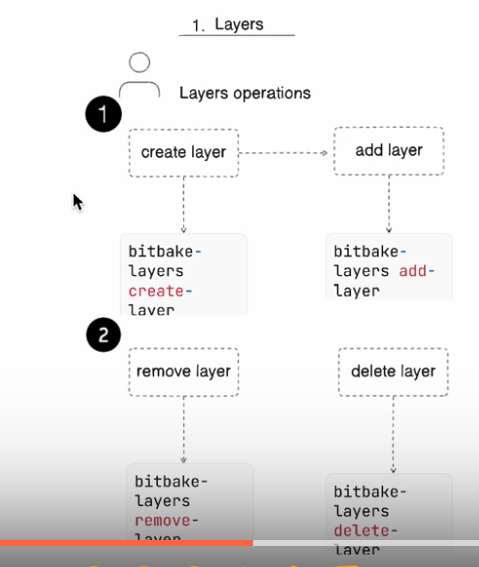 1. Layers
Layers operations
1
create layer
add layer
bitbake-
layers
create-
layer
bitbake-
layers add-
layer
2
remove layer
delete layer
bitbake-
layers
remove-
layer
bitbake-
layers
delete-
layer